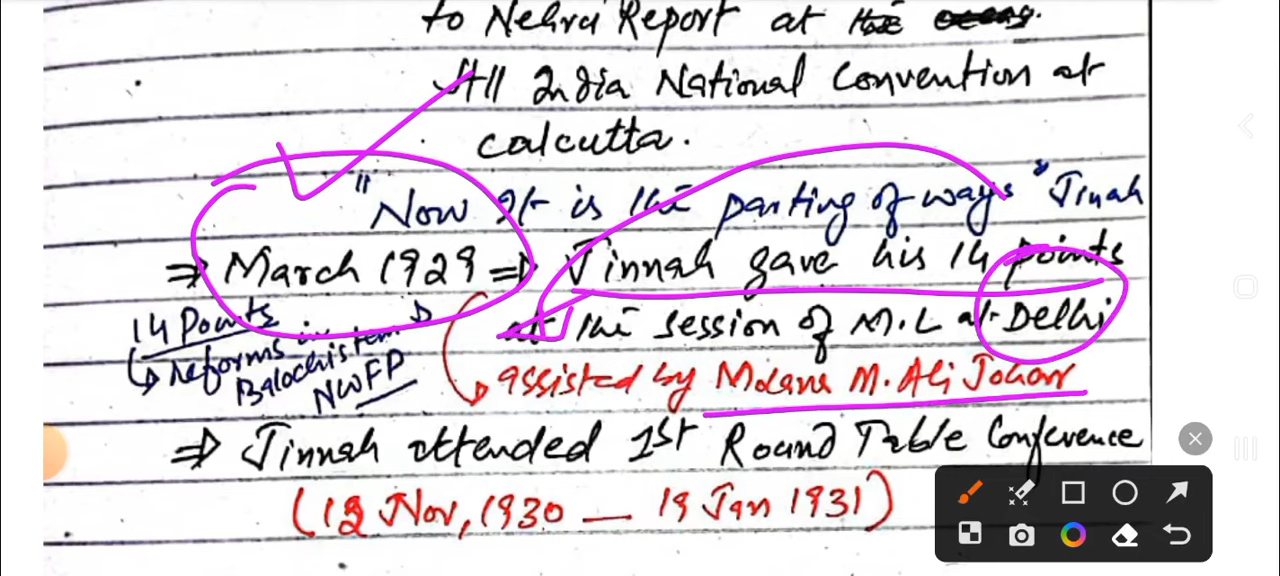 to Nehru Report at the
All India National Convention at
Calcutta.
"Now It is the parting of ways" Jinah
⇒ March 1929 ⇒ Jinnah gave his 14 points
at the session of M.L at Delhi
14 Points
↳ reforms in
Balochistan
NWFP
↳ assisted by Molana M. Ali Johar
⇒ Jinnah attended 1st Round Table Conference
(12 Nov, 1930 — 19 Jan 1931)